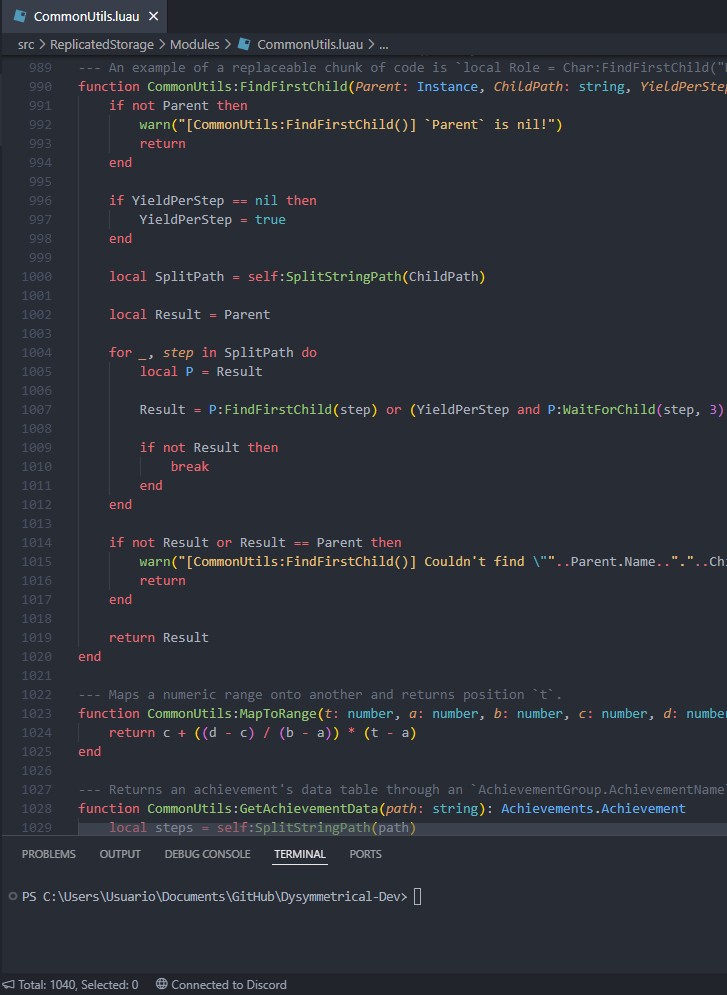 CommonUtils.luau ×
src > ReplicatedStorage > Modules > CommonUtils.luau > ...
989 --- An example of a replaceable chunk of code is `local Role = Char:FindFirstChild("
990 function CommonUtils:FindFirstChild(Parent: Instance, ChildPath: string, YieldPerStep
991 if not Parent then
992 warn("[CommonUtils:FindFirstChild()] `Parent` is nil!")
993 return
994 end
995
996 if YieldPerStep == nil then
997 YieldPerStep = true
998 end
999
1000 local SplitPath = self:SplitStringPath(ChildPath)
1001
1002 local Result = Parent
1003
1004 for _, step in SplitPath do
1005 local P = Result
1006
1007 Result = P:FindFirstChild(step) or (YieldPerStep and P:WaitForChild(step, 3)
1008
1009 if not Result then
1010 break
1011 end
1012 end
1013
1014 if not Result or Result == Parent then
1015 warn("[CommonUtils:FindFirstChild()] Couldn't find \""..Parent.Name.."."..Chi
1016 return
1017 end
1018
1019 return Result
1020 end
1021
1022 --- Maps a numeric range onto another and returns position `t`.
1023 function CommonUtils:MapToRange(t: number, a: number, b: number, c: number, d: number
1024 return c + ((d - c) / (b - a)) * (t - a)
1025 end
1026
1027 --- Returns an achievement's data table through an `AchievementGroup.AchievementName`
1028 function CommonUtils:GetAchievementData(path: string): Achievements.Achievement
1029 local steps = self:SplitStringPath(path)
PROBLEMS OUTPUT DEBUG CONSOLE TERMINAL PORTS
PS C:\Users\Usuario\Documents\GitHub\Dysymmetrical-Dev>
Total: 1040, Selected: 0 Connected to Discord